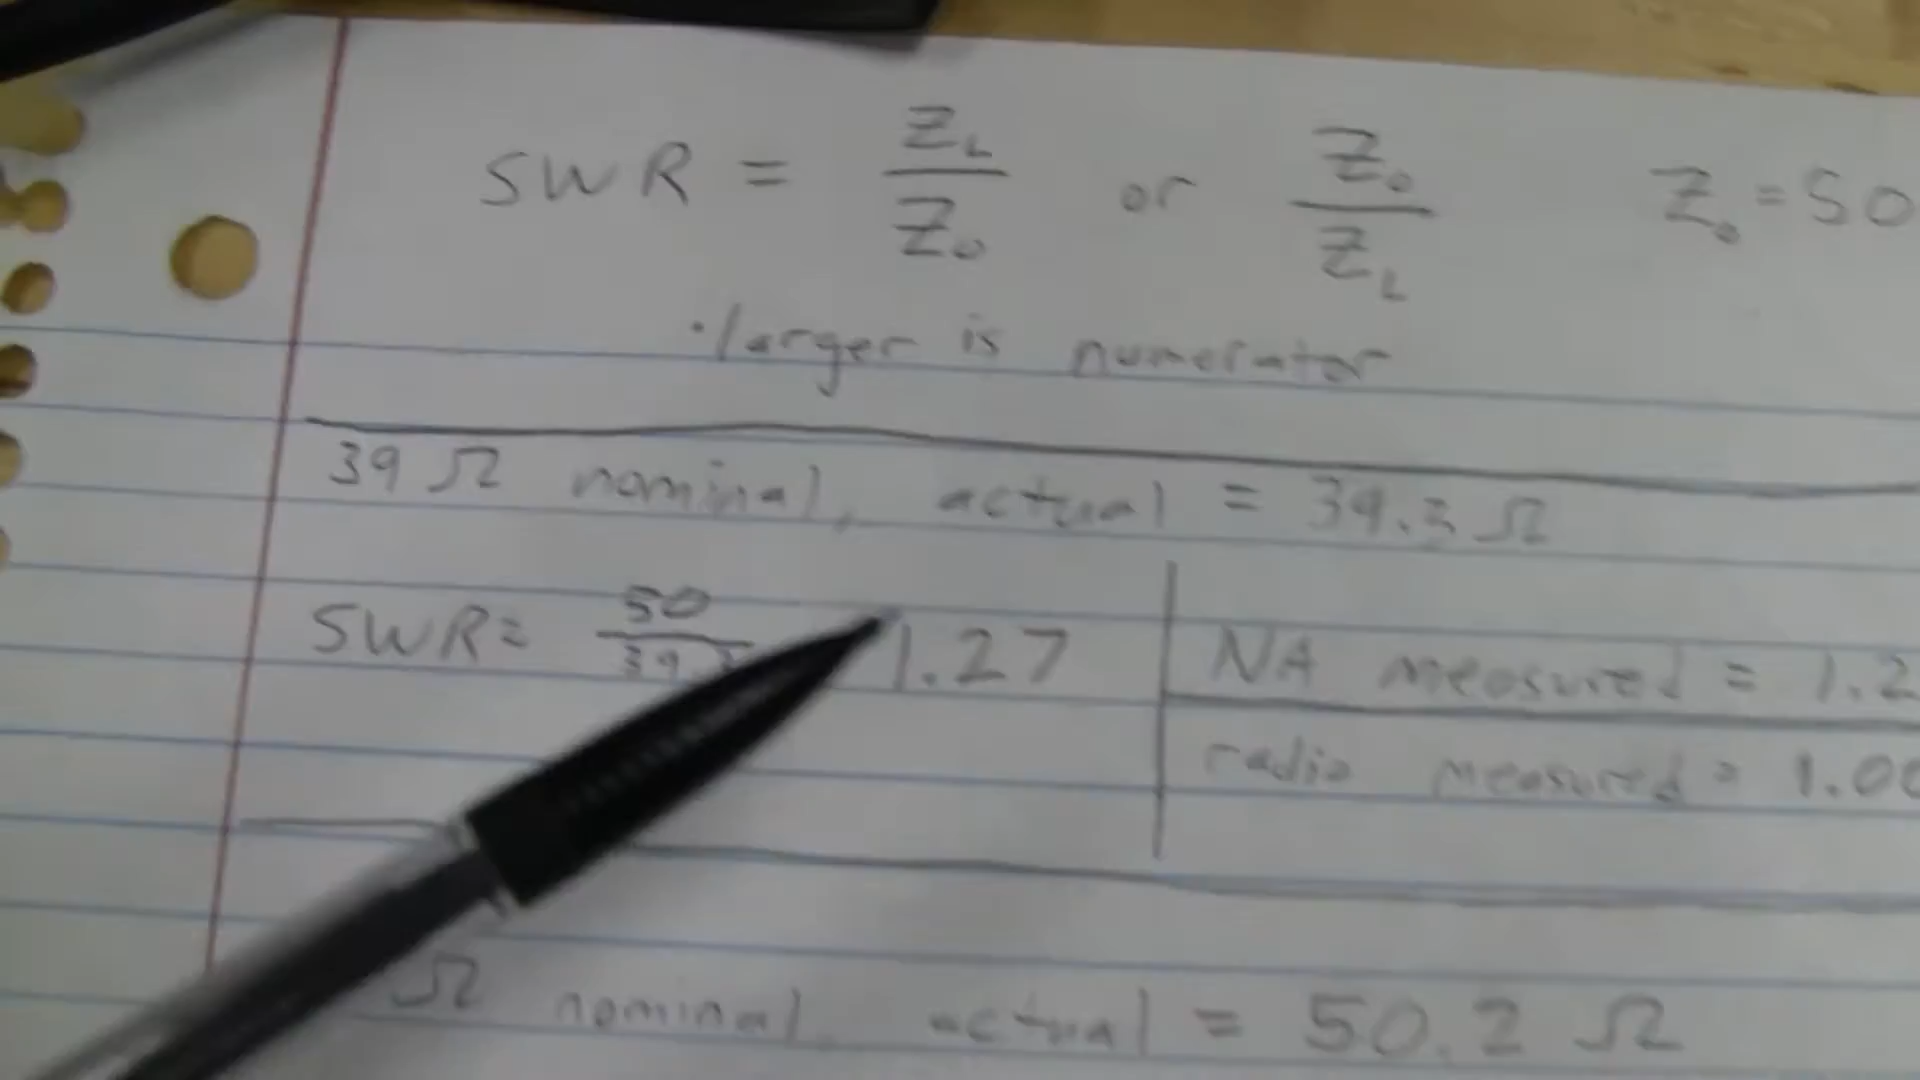 SWR = Z_L / Z_0 or Z_0 / Z_L Z_0 = 50
• larger is numerator
39 Ω nominal, actual = 39.3 Ω
SWR = 50 / 39. 1.27
NA measured = 1.2
radio measured = 1.00
Ω nominal, actual = 50.2 Ω